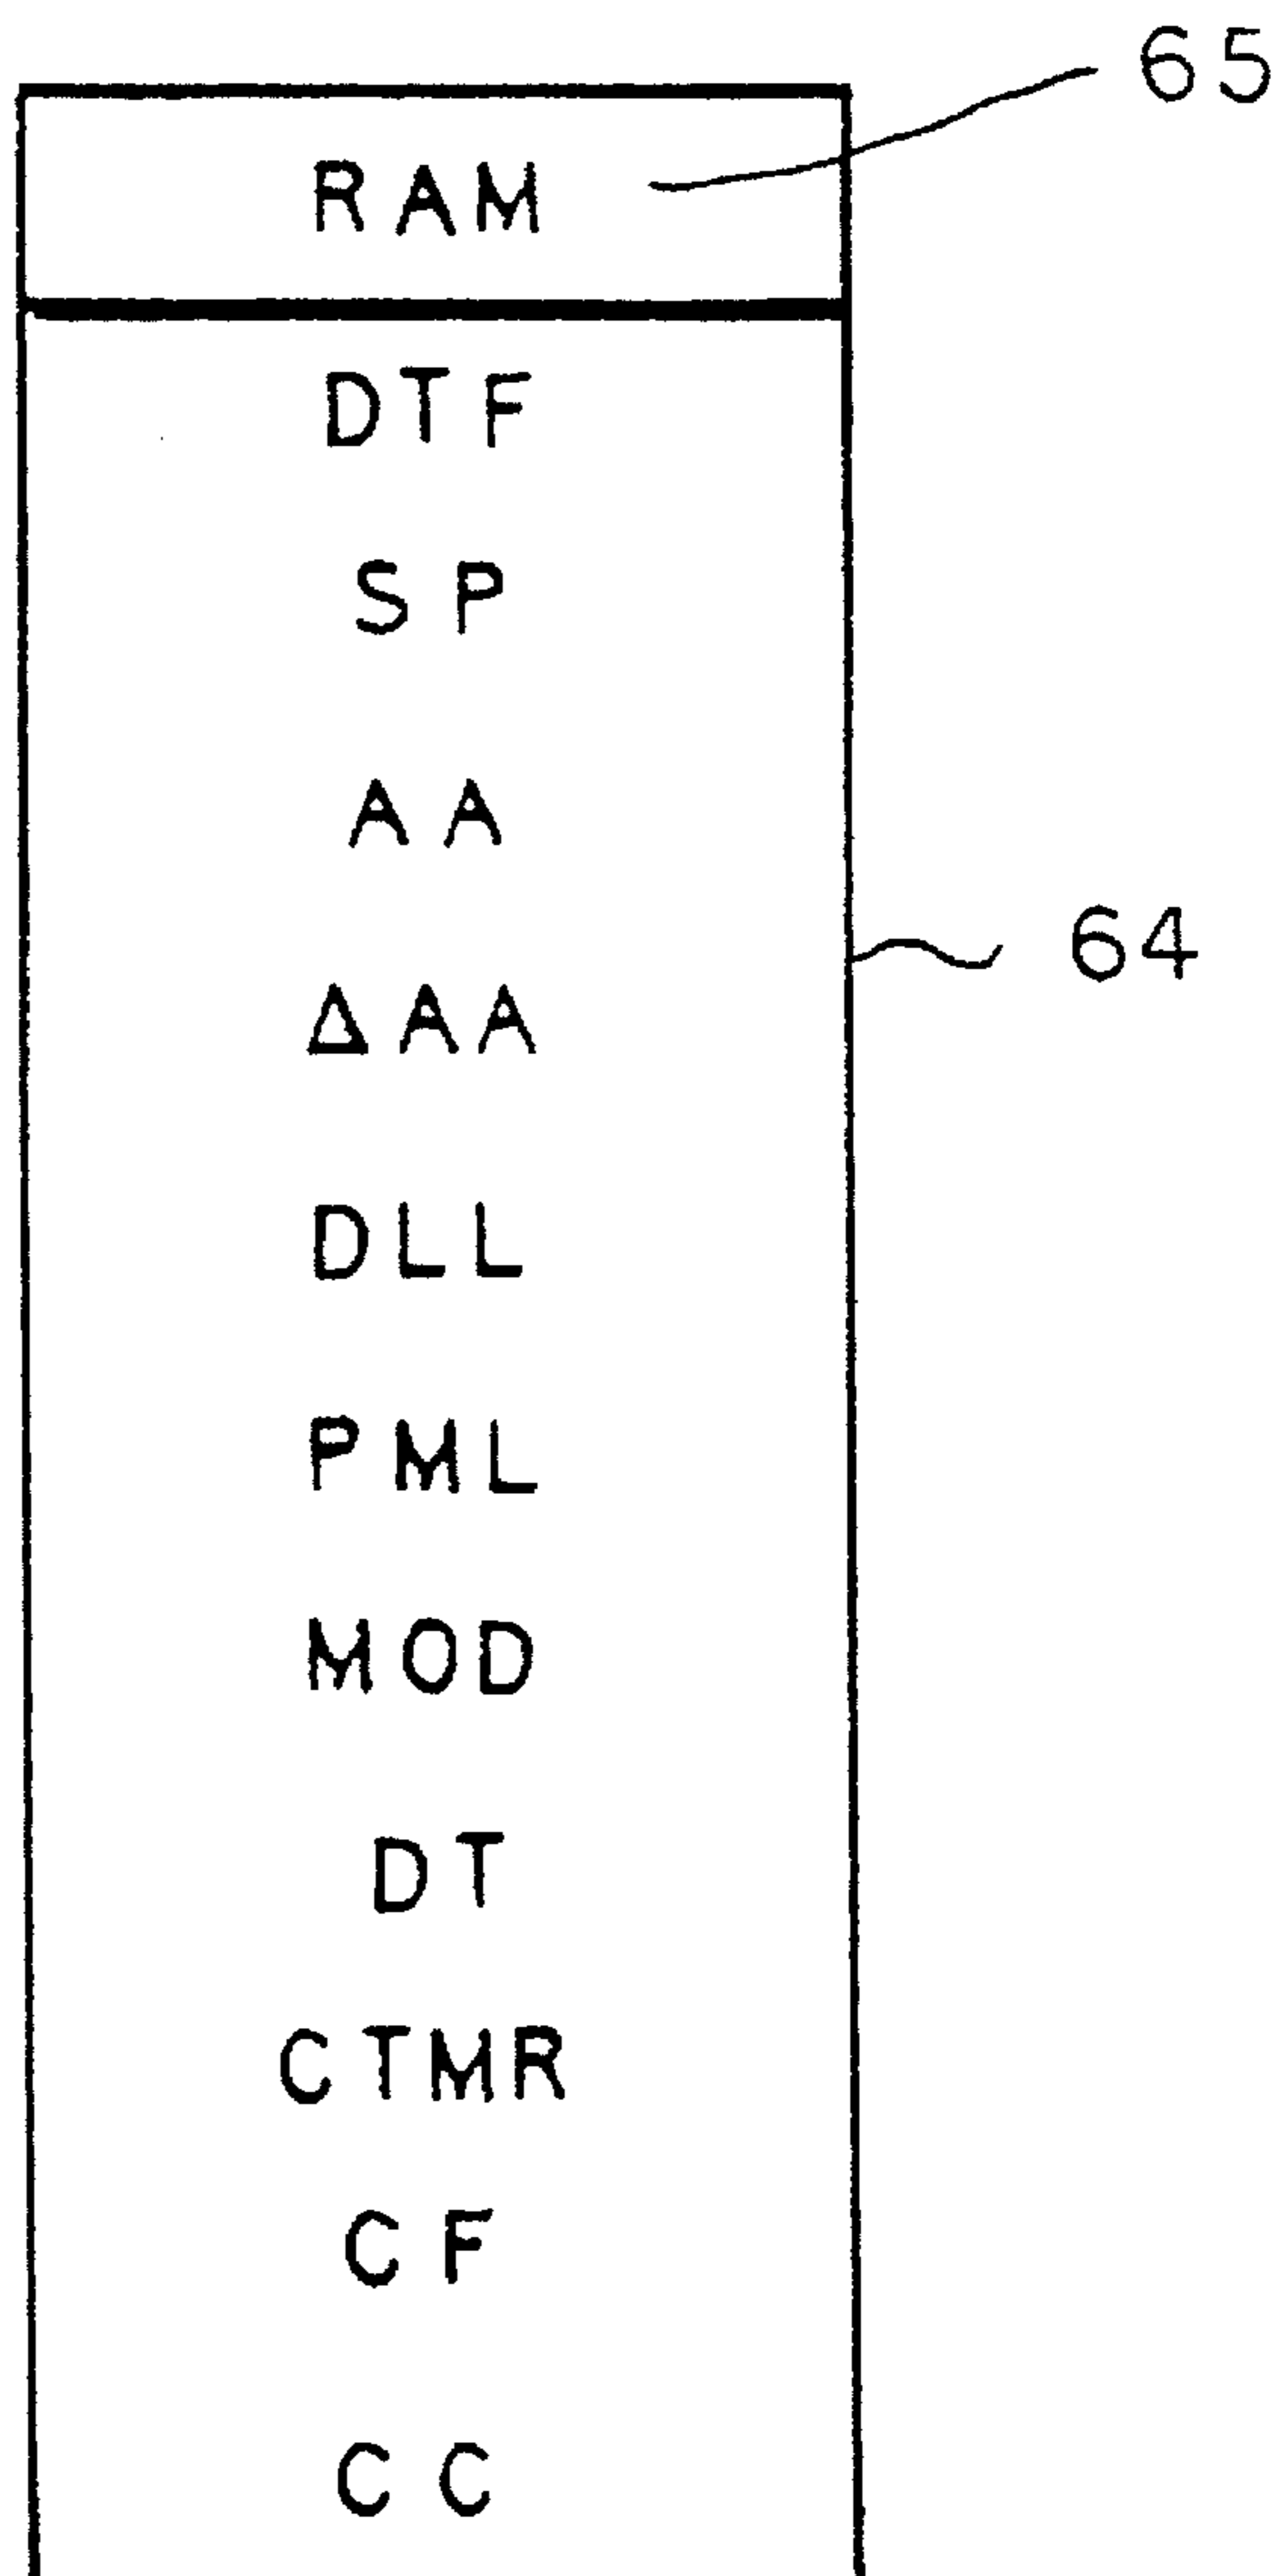 65
RAM
DTF
SP
AA
64
ΔAA
DLL
PML
MOD
DT
CTMR
CF
CC